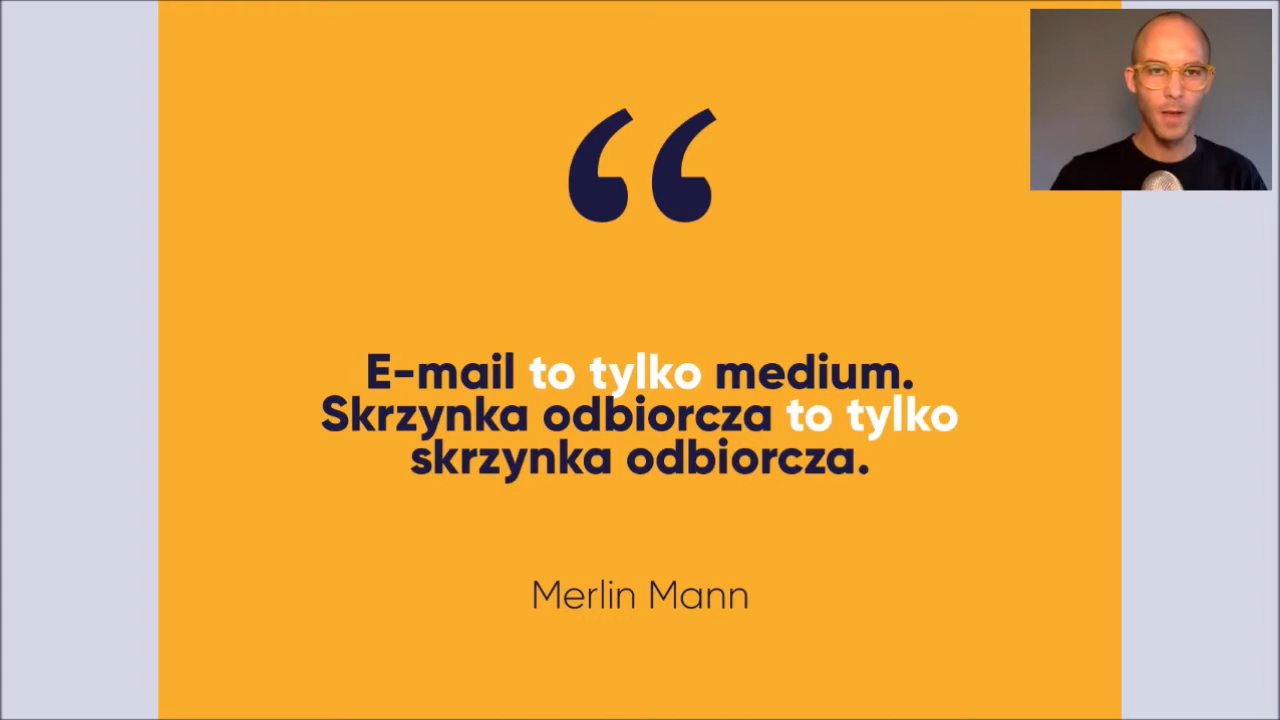 “
E-mail to tylko medium.
Skrzynka odbiorcza to tylko
skrzynka odbiorcza.
Merlin Mann